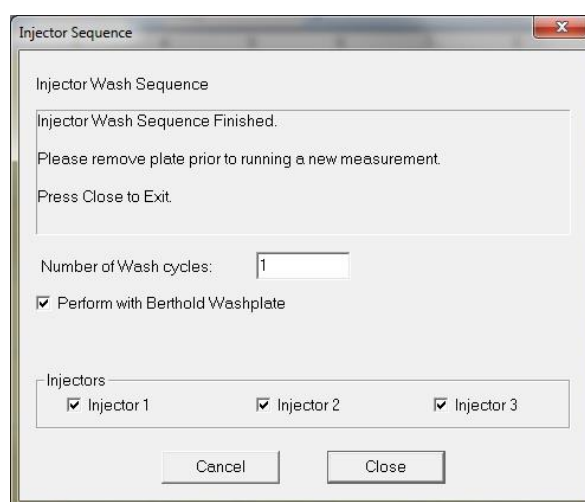 Injector Sequence
x
Injector Wash Sequence
Injector Wash Sequence Finished.
Please remove plate prior to running a new measurement.
Press Close to Exit.
Number of Wash cycles: 1
Perform with Berthold Washplate
Injectors
Injector 1 Injector 2 Injector 3
Cancel Close